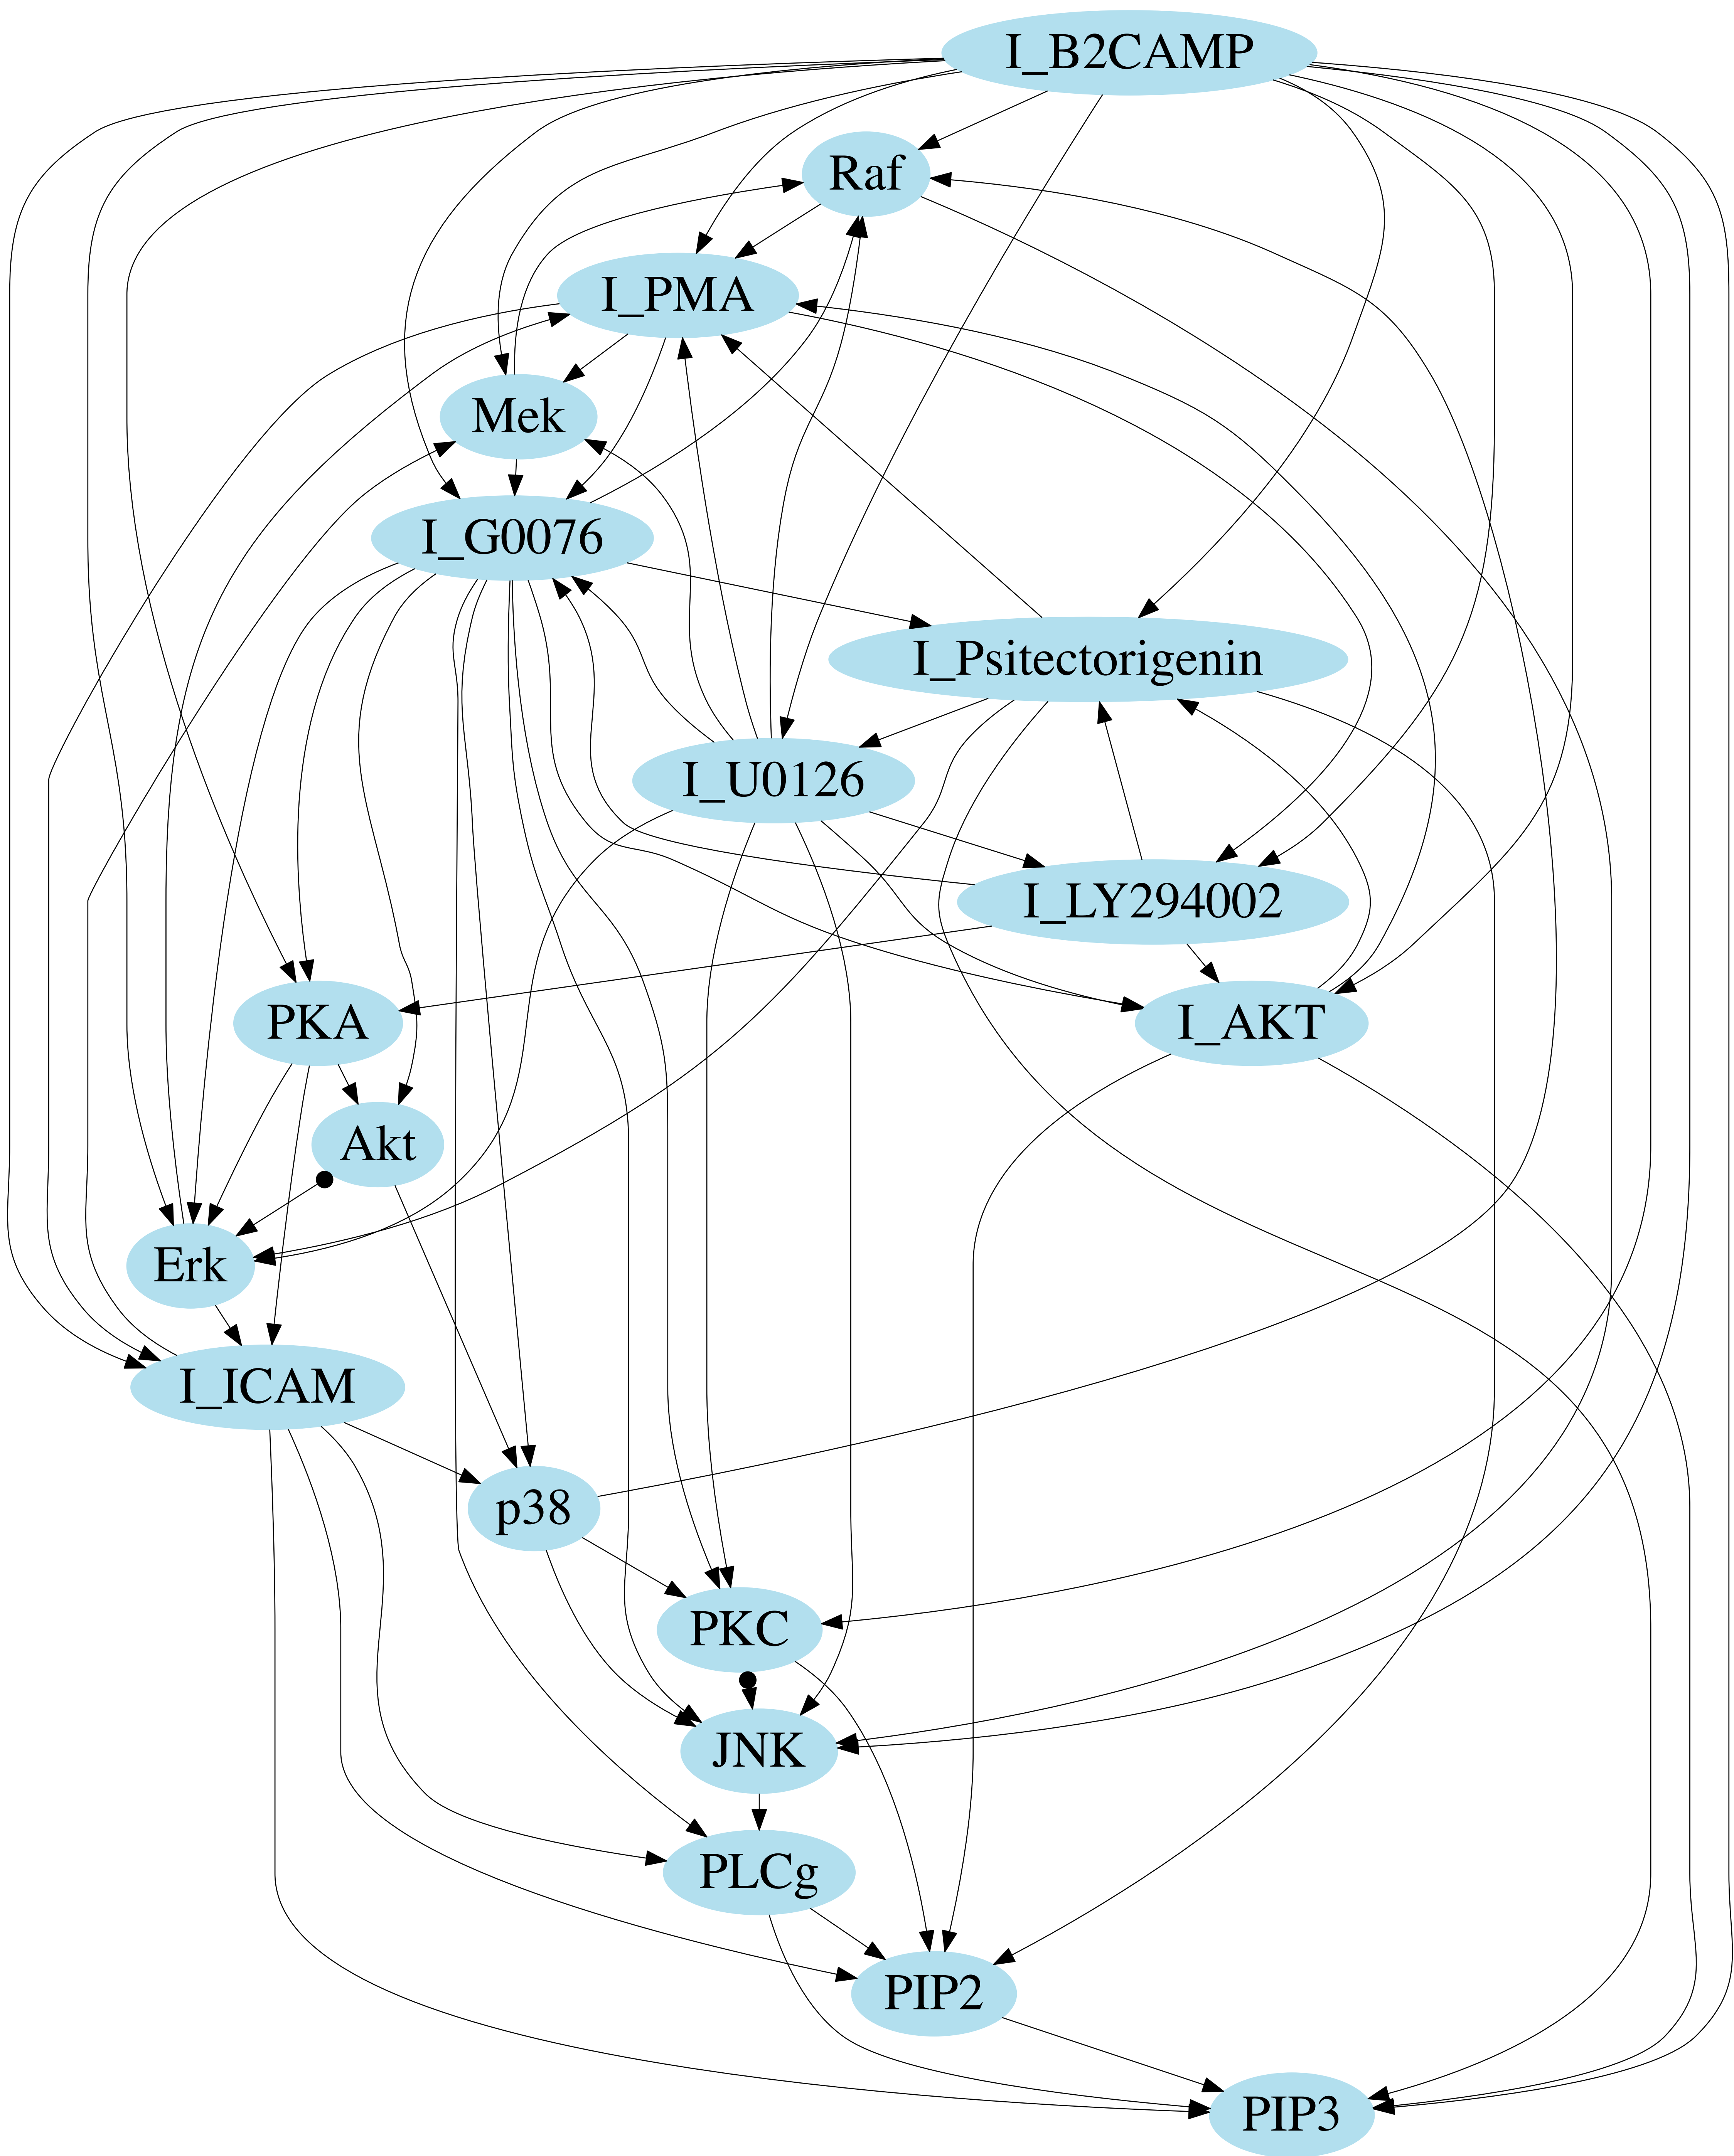 I_B2CAMP
Raf
I_PMA
Mek
I_G0076
I_Psitectorigenin
I_U0126
I_LY294002
PKA
I_AKT
Akt
Erk
I_ICAM
p38
PKC
JNK
PLCg
PIP2
PIP3